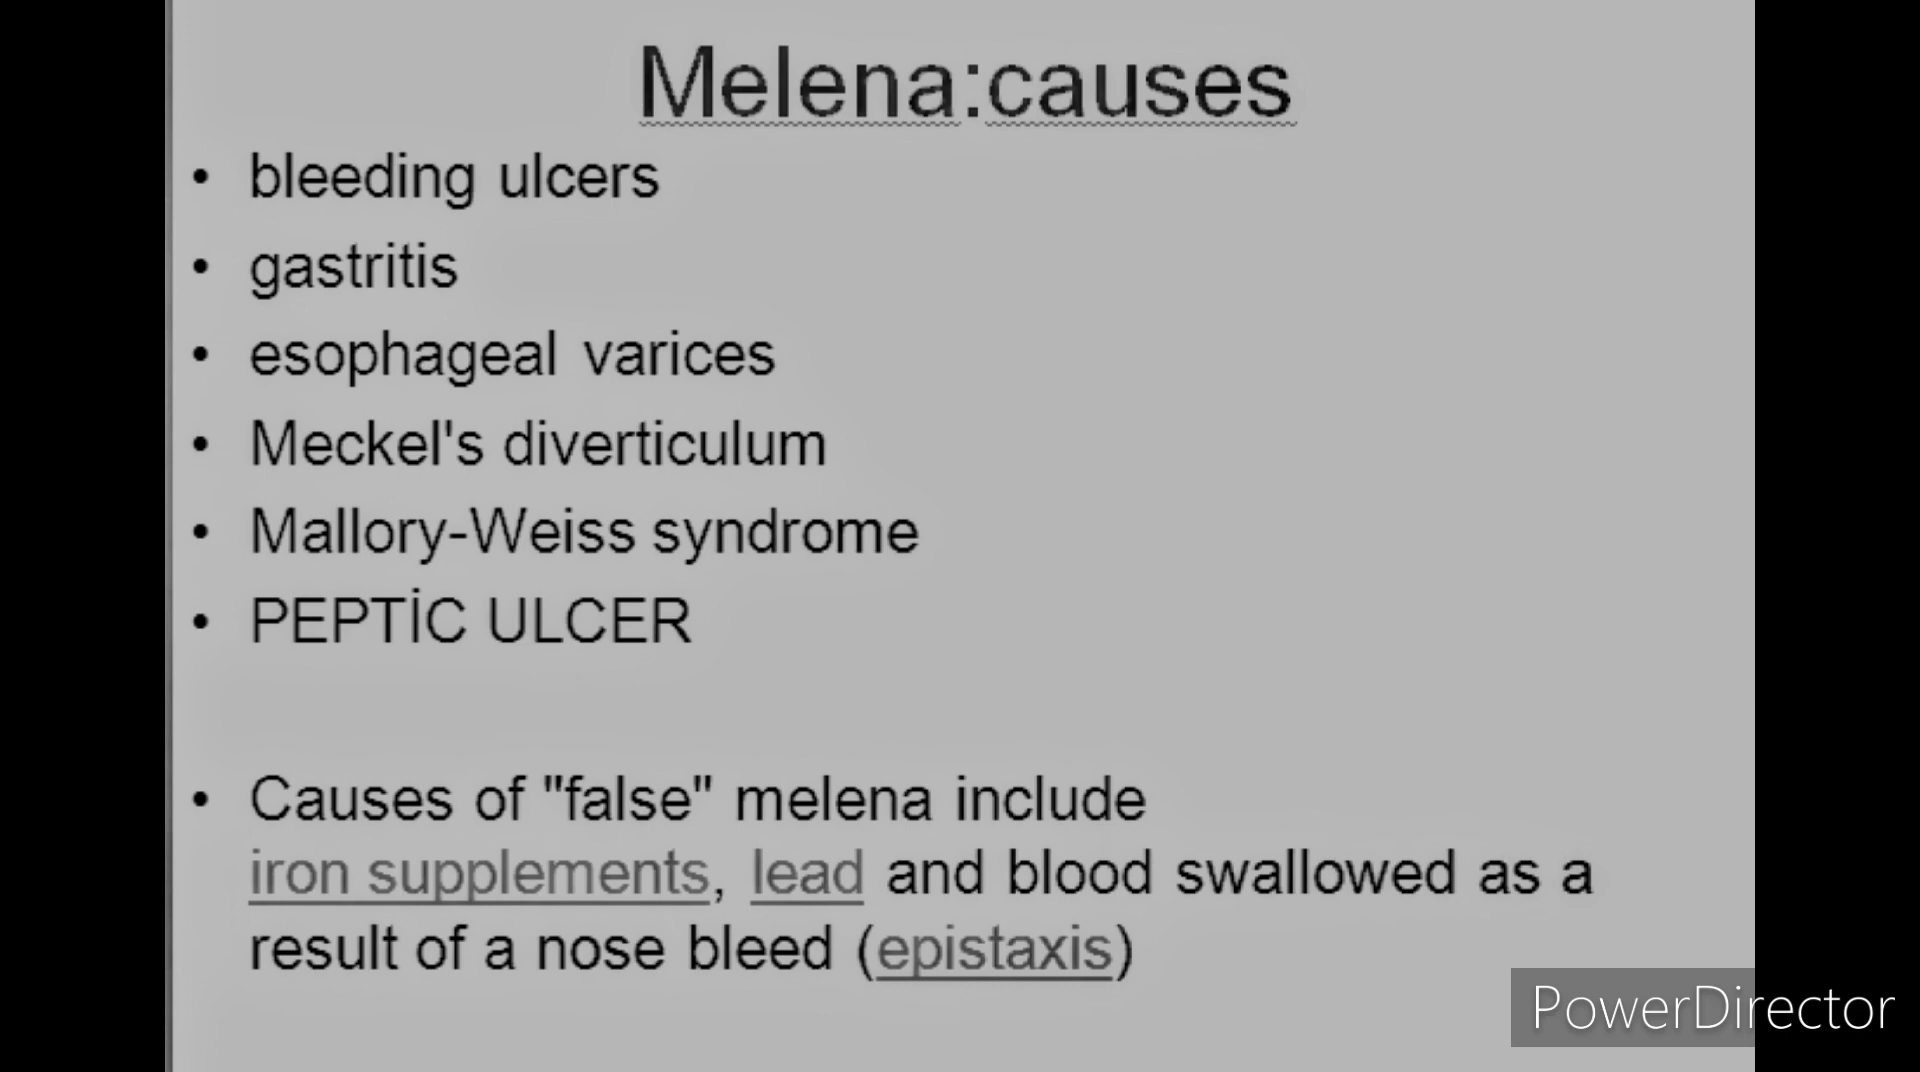 Melena:causes
• bleeding ulcers
• gastritis
• esophageal varices
• Meckel's diverticulum
• Mallory-Weiss syndrome
• PEPTİC ULCER
• Causes of "false" melena include
iron supplements, lead and blood swallowed as a
result of a nose bleed (epistaxis)
PowerDirector